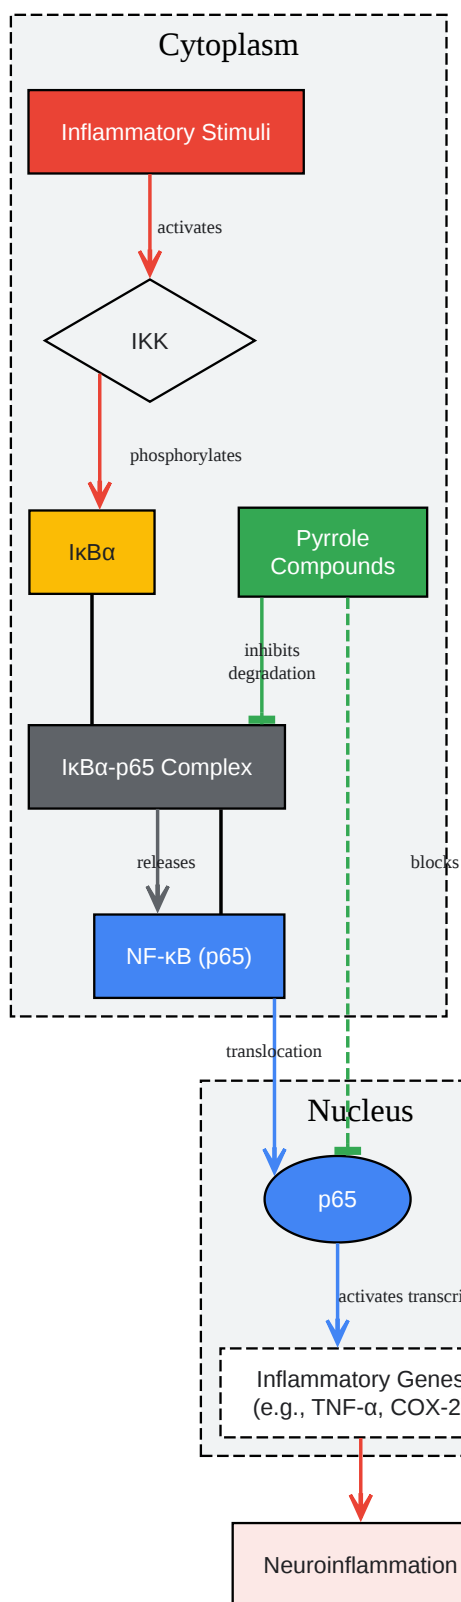 Cytoplasm
Inflammatory Stimuli
activates
IKK
phosphorylates
IκBα
Pyrrole
Compounds
inhibits
degradation
IκBα-p65 Complex
releases
blocks
NF-κB (p65)
translocation
Nucleus
p65
activates transcri
Inflammatory Genes
(e.g., TNF-α, COX-2
Neuroinflammation